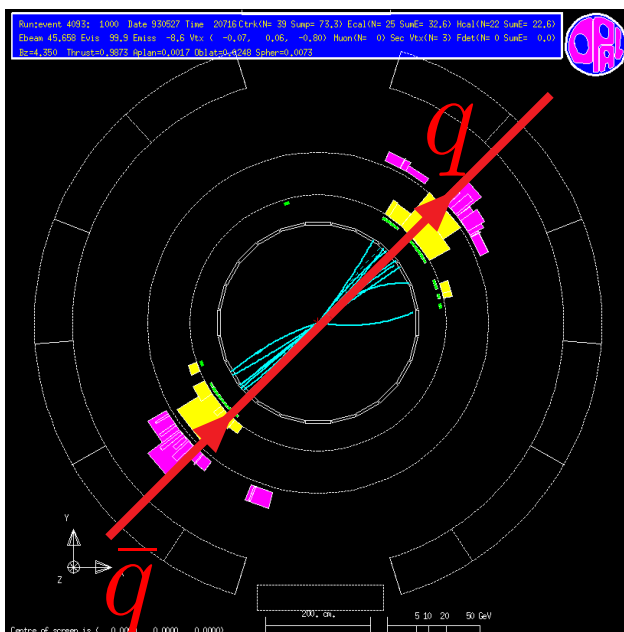 Run:event 4093: 1000 Date 930527 Time 20716 Ctrk(N= 39 Sump= 73.3) Ecal(N= 25 SumE= 32.6) Hcal(N=22 SumE= 22.6)
Ebeam 45.658 Evis 99.9 Emiss -8.6 Vtx ( -0.07, 0.06, -0.80) Muon(N= 0) Sec Vtx(N= 3) Fdet(N= 0 SumE= 0.0)
Bz=4.350 Thrust=0.9873 Aplan=0.0017 Oblat=0.0248 Spher=0.0073
OPAL
q
Y
Z
q̄
200. cm.
5 10 20 50 GeV
Centre of screen is ( 0.0000, 0.0000, 0.0000)